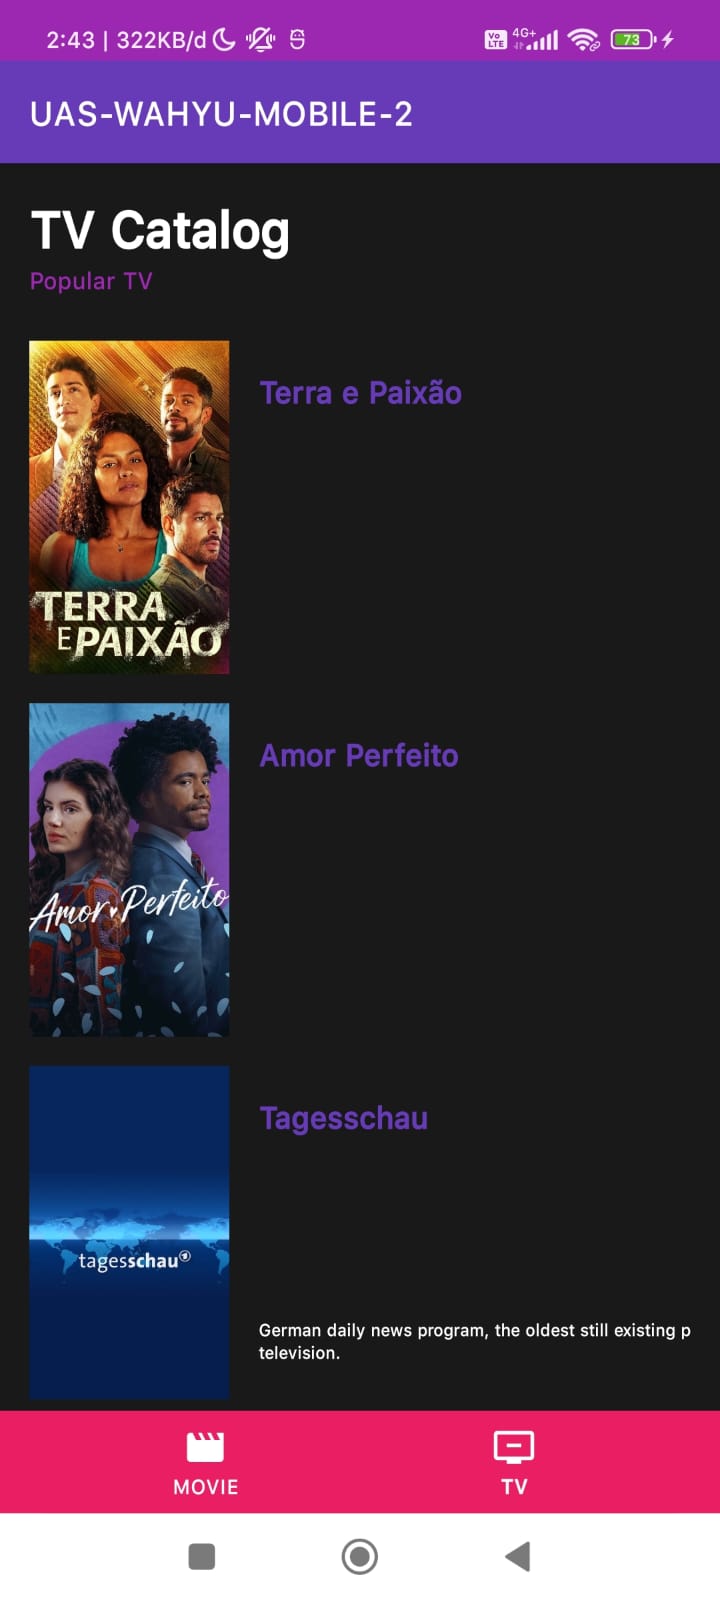 2:43 | 322KB/d
Vo LTE 4G+ 73
UAS-WAHYU-MOBILE-2
TV Catalog
Popular TV
TERRA
E PAIXÃO
Terra e Paixão
Amor Perfeito
Amor Perfeito
tagesschau
Tagesschau
German daily news program, the oldest still existing p
television.
MOVIE
TV